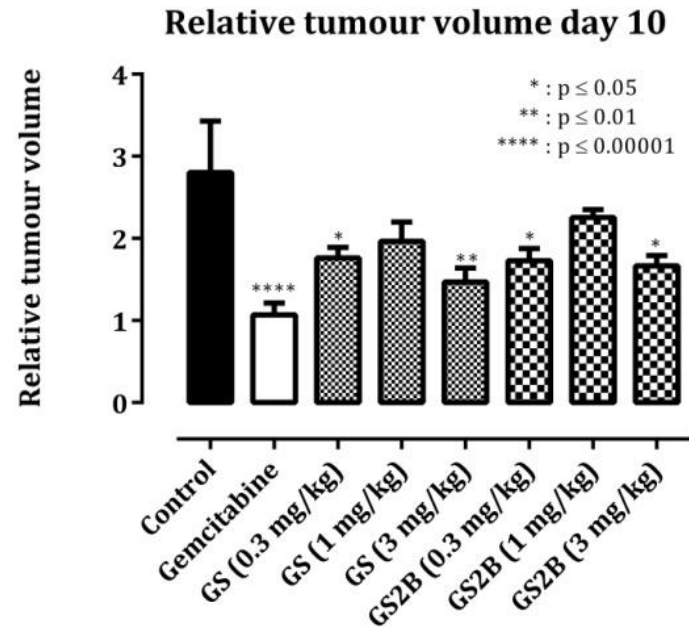 Relative tumour volume day 10
* : p ≤ 0.05
** : p ≤ 0.01
**** : p ≤ 0.00001
Relative tumour volume
4
3
2
1
0
****
*
**
*
*
Control
Gemcitabine
GS (0.3 mg/kg)
GS (1 mg/kg)
GS (3 mg/kg)
GS2B (0.3 mg/kg)
GS2B (1 mg/kg)
GS2B (3 mg/kg)